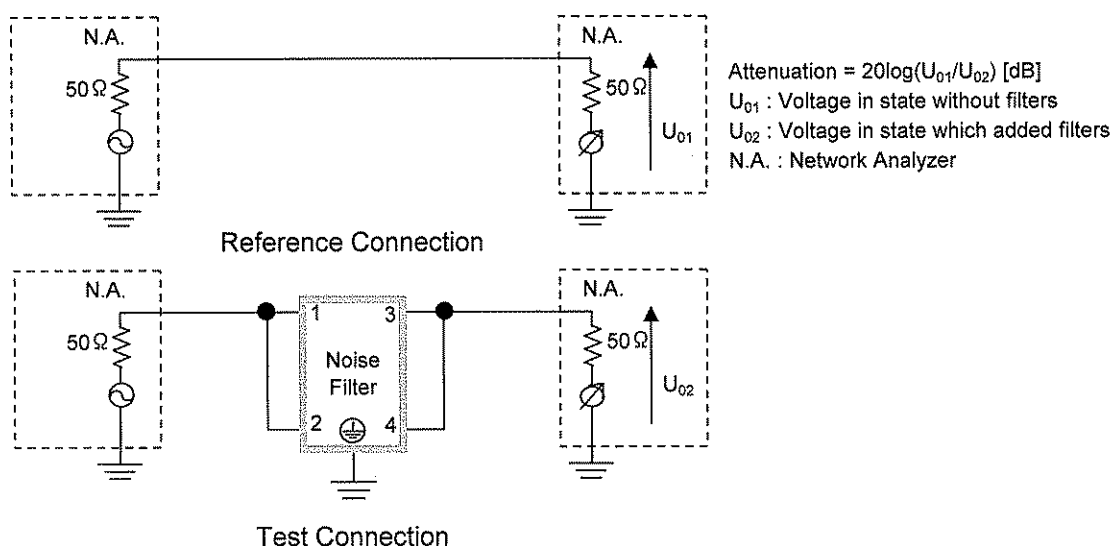 N.A.
50Ω
N.A.
50Ω
U01
Attenuation = 20log(U01/U02) [dB]
U01 : Voltage in state without filters
U02 : Voltage in state which added filters
N.A. : Network Analyzer
Reference Connection
N.A.
50Ω
1 3
Noise
Filter
2 4
N.A.
50Ω
U02
Test Connection